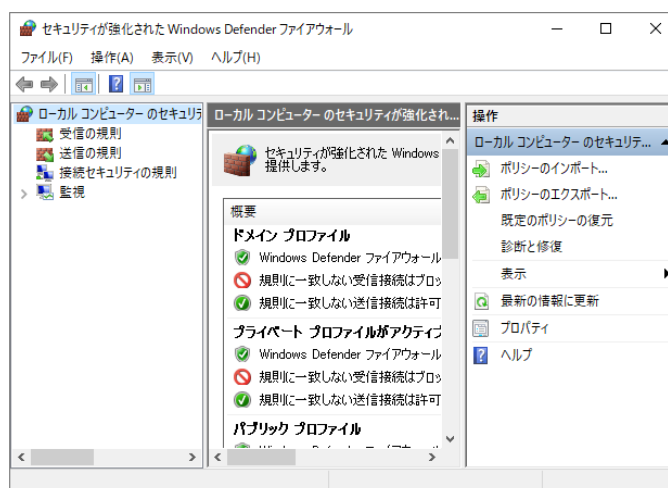 セキュリティが強化された Windows Defender ファイアウォール
ファイル(F) 操作(A) 表示(V) ヘルプ(H)
ローカル コンピューター のセキュリテ
受信の規則
送信の規則
接続セキュリティの規則
監視
ローカル コンピューター のセキュリティが強化され...
セキュリティが強化された Windows
提供します。
概要
ドメイン プロファイル
Windows Defender ファイアウォール
規則に一致しない受信接続はブロッ
規則に一致しない送信接続は許可
プライベート プロファイルがアクティブ
Windows Defender ファイアウォール
規則に一致しない受信接続はブロッ
規則に一致しない送信接続は許可
パブリック プロファイル
操作
ローカル コンピューター のセキュリテ...
ポリシーのインポート...
ポリシーのエクスポート...
既定のポリシーの復元
診断と修復
表示
最新の情報に更新
プロパティ
ヘルプ